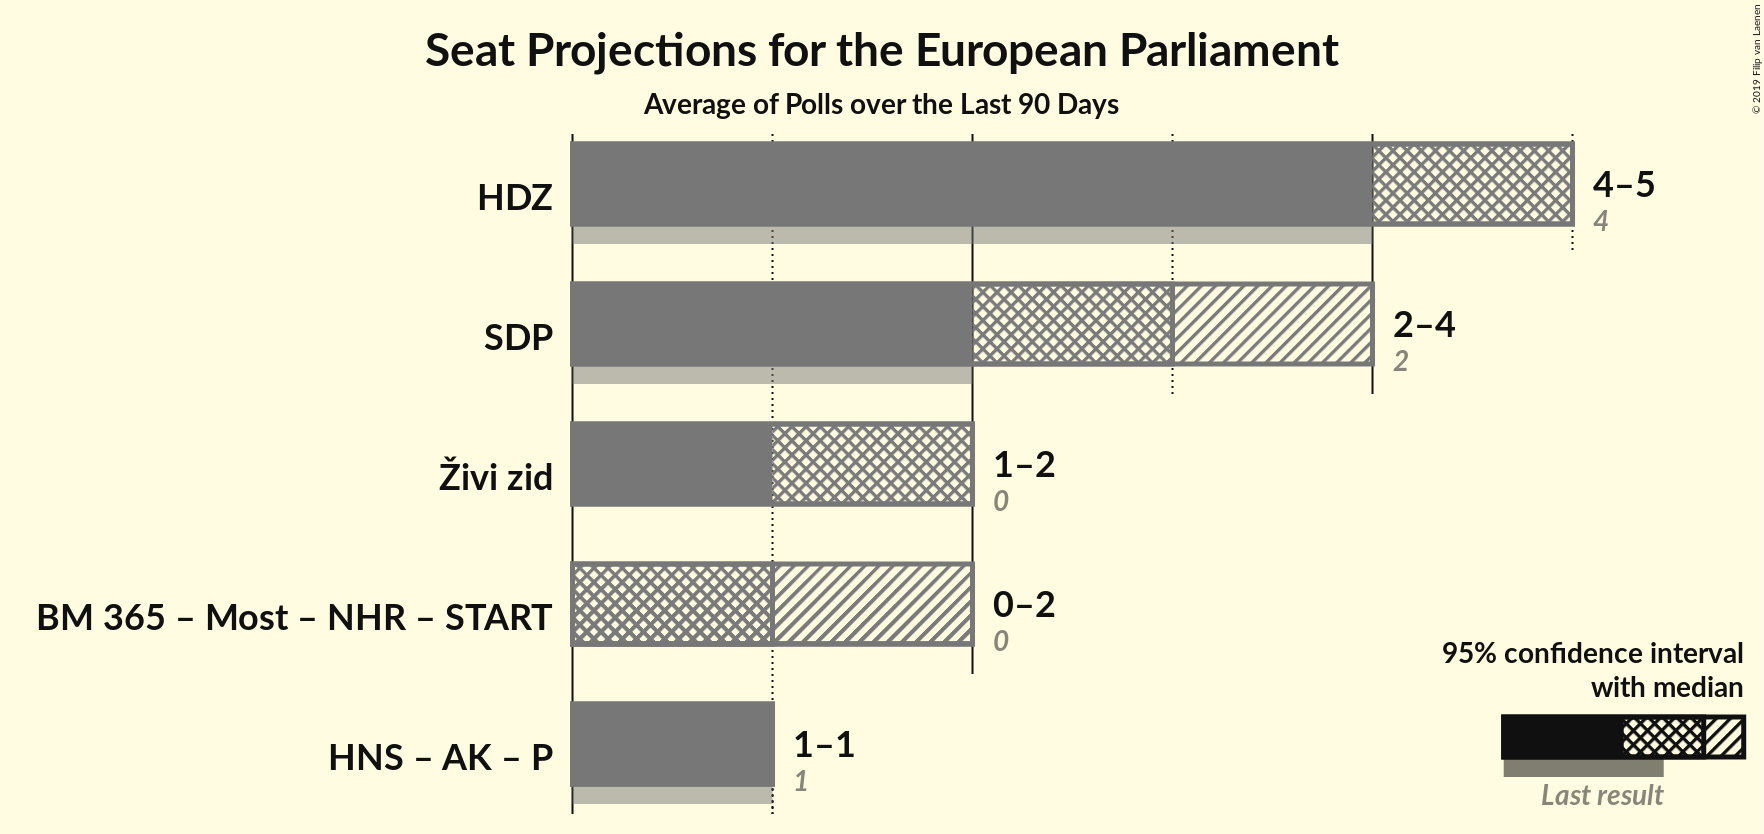 Seat Projections for the European Parliament
Average of Polls over the Last 90 Days
© 2019 Filip van Laenen
HDZ
4–5
4
SDP
2–4
2
Živi zid
1–2
0
BM 365 – Most – NHR – START
0–2
0
HNS – AK – P
1–1
1
95% confidence interval
with median
Last result